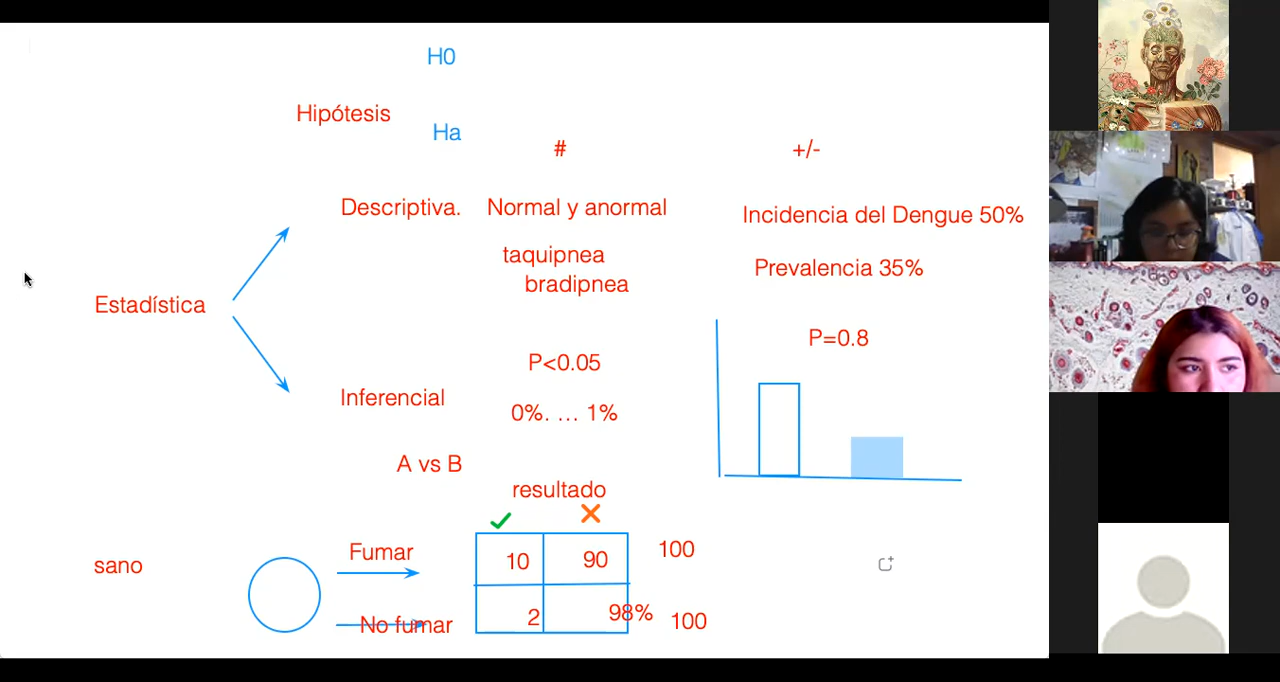 H0
Hipótesis
Ha
#
+/-
Descriptiva.
Normal y anormal
Incidencia del Dengue 50%
taquipnea
bradipnea
Prevalencia 35%
Estadística
P=0.8
P<0.05
Inferencial
0%. ... 1%
A vs B
resultado
Fumar
10
90
100
sano
No fumar
2
98%
100